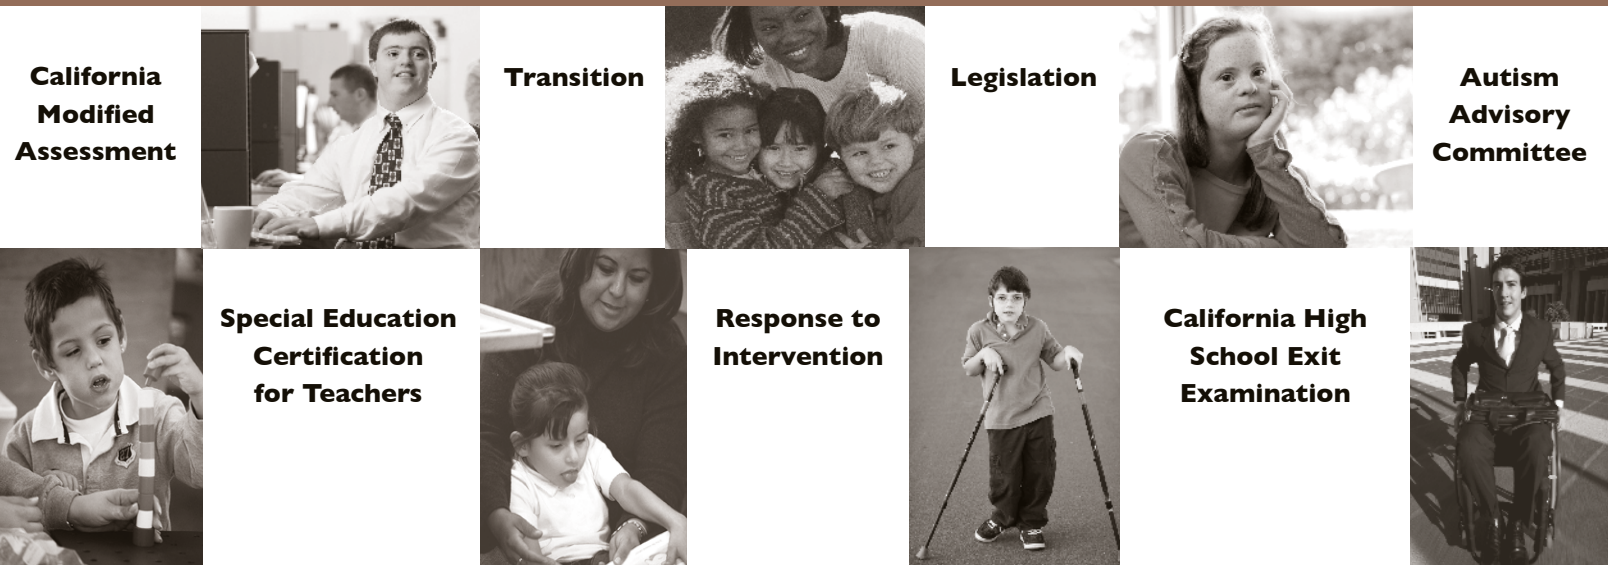 California
Modified
Assessment
Transition
Legislation
Autism
Advisory
Committee
Special Education
Certification
for Teachers
Response to
Intervention
California High
School Exit
Examination